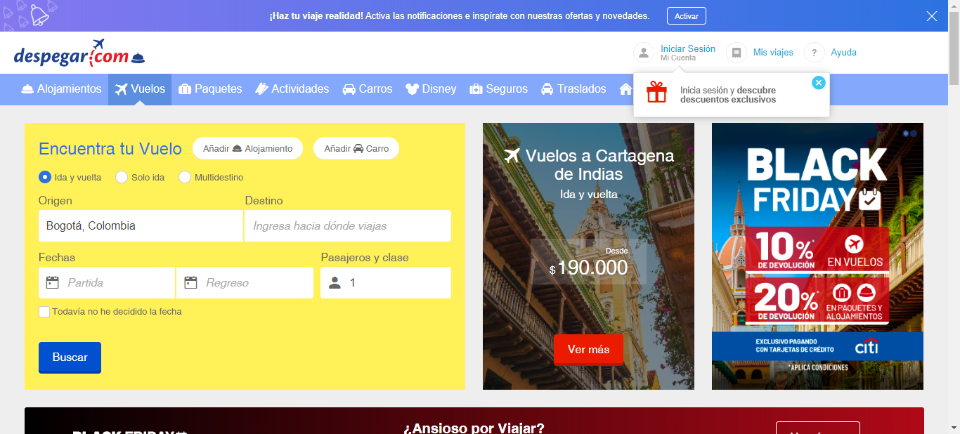 ¡Haz tu viaje realidad! Activa las notificaciones e inspírate con nuestras ofertas y novedades. Activar
despegar.com
Iniciar Sesión
Mi Cuenta
Mis viajes
? Ayuda
Alojamientos Vuelos Paquetes Actividades Carros Disney Seguros Traslados
Inicia sesión y descubre
descuentos exclusivos
Encuentra tu Vuelo
Añadir Alojamiento
Añadir Carro
Ida y vuelta Solo ida Multidestino
Origen Destino
Bogotá, Colombia Ingresa hacia dónde viajas
Fechas Pasajeros y clase
Partida Regreso 1
Todavía no he decidido la fecha
Buscar
Vuelos a Cartagena
de Indias
Ida y vuelta
Desde
$ 190.000
Ver más
BLACK
FRIDAY
10%*
DE DEVOLUCIÓN
EN VUELOS
20%*
DE DEVOLUCIÓN
EN PAQUETES
Y ALOJAMIENTOS
EXCLUSIVO PAGANDO
CON TARJETAS DE CRÉDITO
citi
*APLICA CONDICIONES
BLACK FRIDAY
¿Ansioso por Viajar?